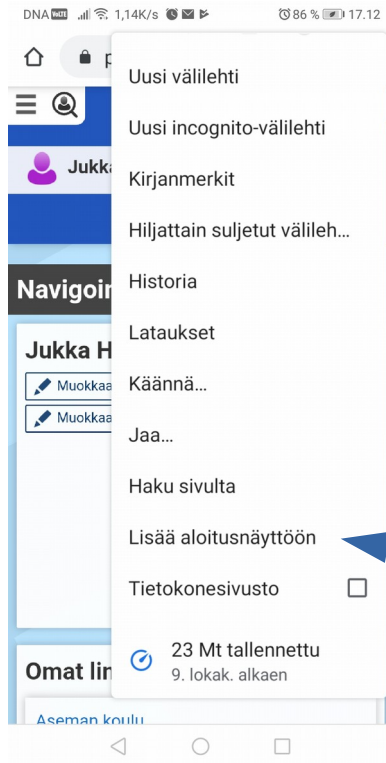 DNA VoLTE 1,14K/s 86 % 17.12
Uusi välilehti
Uusi incognito-välilehti
Jukka
Kirjanmerkit
Hiljattain suljetut välileh...
Historia
Lataukset
Jukka H
Käännä...
Muokkaa
Muokkaa
Jaa...
Haku sivulta
Lisää aloitusnäyttöön
Tietokonesivusto
23 Mt tallennettu
9. lokak. alkaen
Omat lin
Aseman koulu